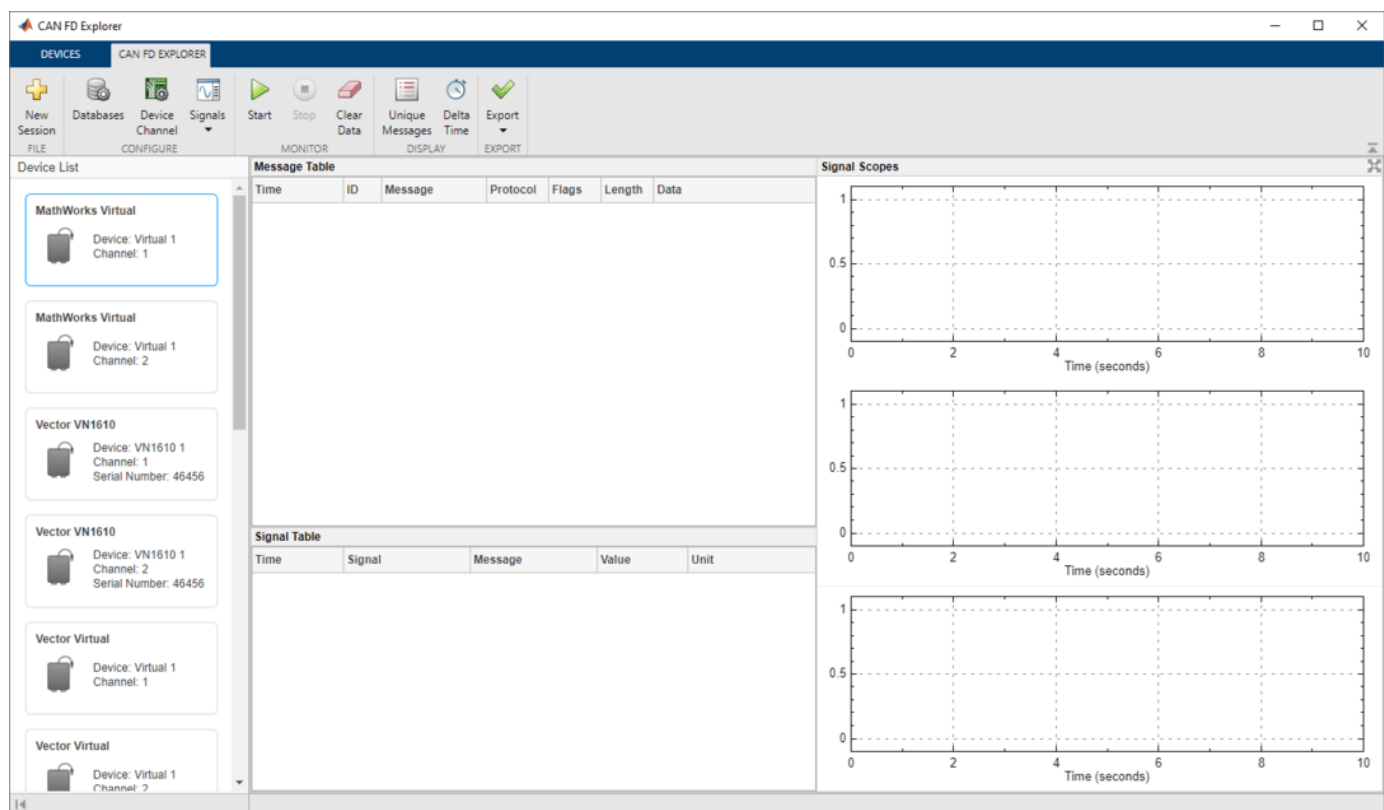 CAN FD Explorer
DEVICES CAN FD EXPLORER
New Session
Databases
Device Channel
Signals
Start
Stop
Clear Data
Unique Messages
Delta Time
Export
FILE CONFIGURE MONITOR DISPLAY EXPORT
Device List
MathWorks Virtual
Device: Virtual 1
Channel: 1
MathWorks Virtual
Device: Virtual 1
Channel: 2
Vector VN1610
Device: VN1610 1
Channel: 1
Serial Number: 46456
Vector VN1610
Device: VN1610 1
Channel: 2
Serial Number: 46456
Vector Virtual
Device: Virtual 1
Channel: 1
Vector Virtual
Device: Virtual 1
Channel: 2
Message Table
Time ID Message Protocol Flags Length Data
Signal Table
Time Signal Message Value Unit
Signal Scopes
1
0.5
0
0 2 4 6 8 10
Time (seconds)
1
0.5
0
0 2 4 6 8 10
Time (seconds)
1
0.5
0
0 2 4 6 8 10
Time (seconds)